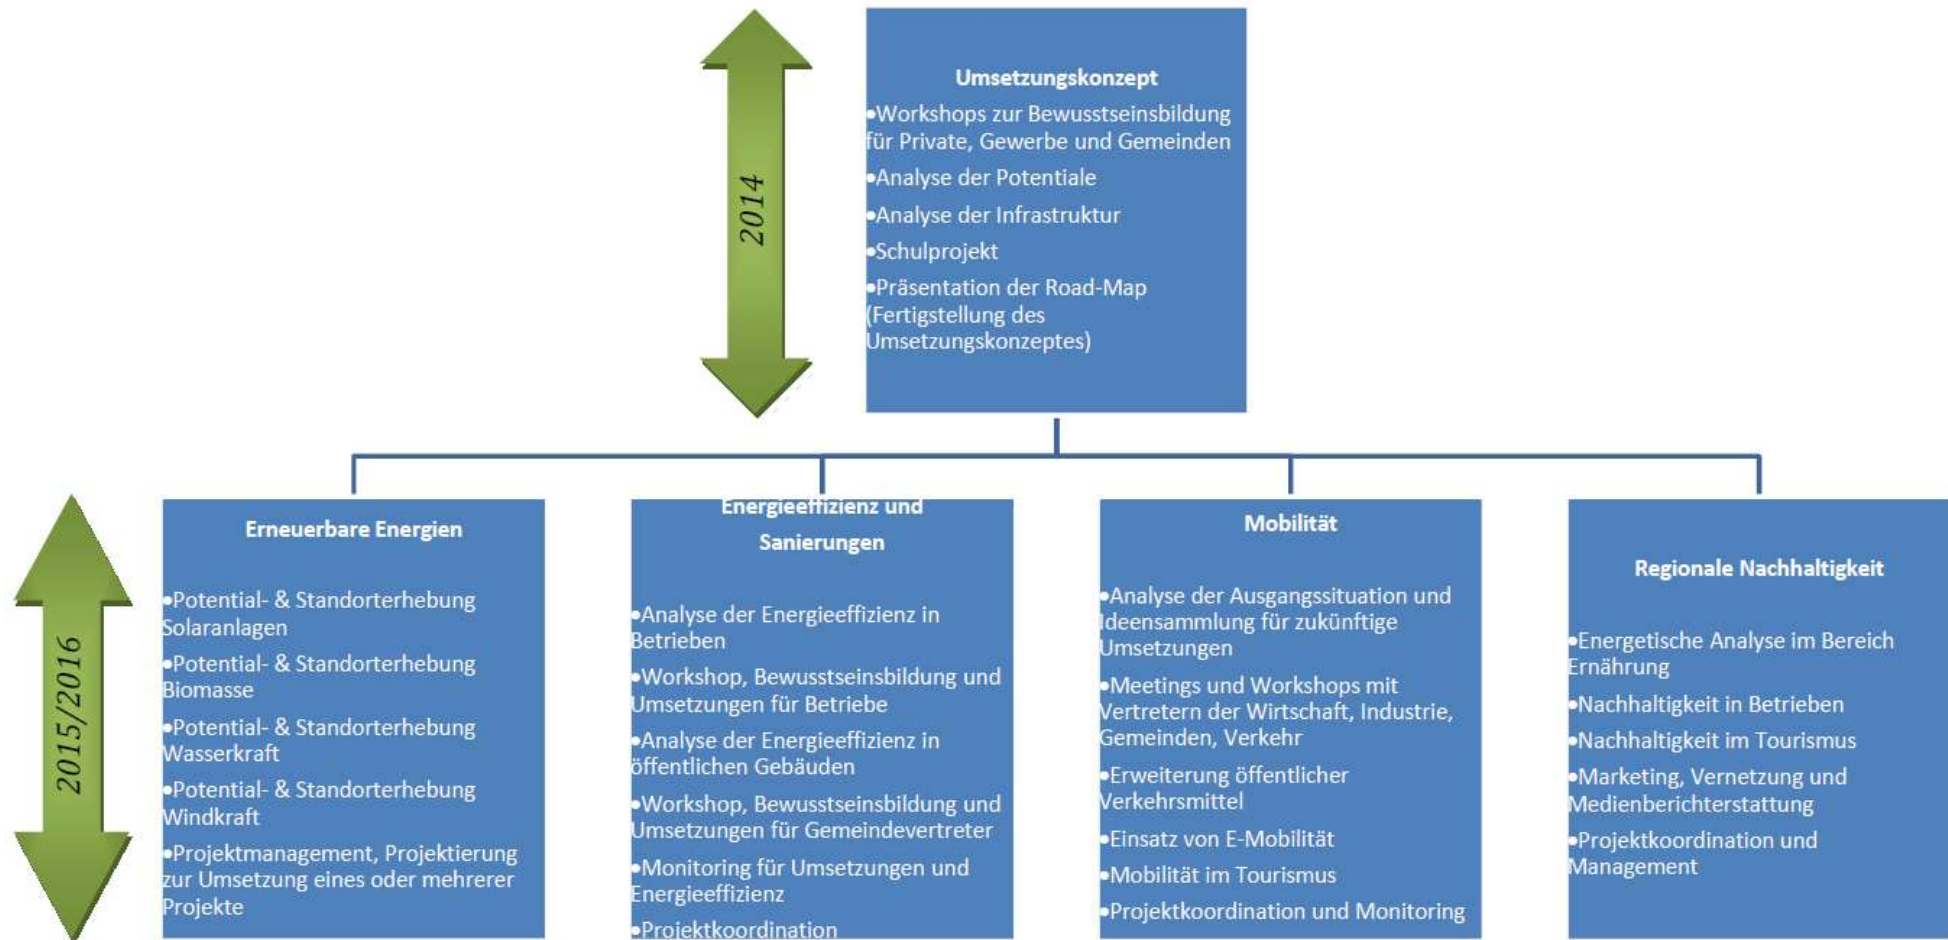 2014
Umsetzungskonzept
•Workshops zur Bewusstseinsbildung
für Private, Gewerbe und Gemeinden
•Analyse der Potentiale
•Analyse der Infrastruktur
•Schulprojekt
•Präsentation der Road-Map
(Fertigstellung des
Umsetzungskonzeptes)
2015/2016
Erneuerbare Energien
•Potential- & Standorterhebung
Solaranlagen
•Potential- & Standorterhebung
Biomasse
•Potential- & Standorterhebung
Wasserkraft
•Potential- & Standorterhebung
Windkraft
•Projektmanagement, Projektierung
zur Umsetzung eines oder mehrerer
Projekte
Energieeffizienz und
Sanierungen
•Analyse der Energieeffizienz in
Betrieben
•Workshop, Bewusstseinsbildung und
Umsetzungen für Betriebe
•Analyse der Energieeffizienz in
öffentlichen Gebäuden
•Workshop, Bewusstseinsbildung und
Umsetzungen für Gemeindevertreter
•Monitoring für Umsetzungen und
Energieeffizienz
•Projektkoordination
Mobilität
•Analyse der Ausgangssituation und
Ideensammlung für zukünftige
Umsetzungen
•Meetings und Workshops mit
Vertretern der Wirtschaft, Industrie,
Gemeinden, Verkehr
•Erweiterung öffentlicher
Verkehrsmittel
•Einsatz von E-Mobilität
•Mobilität im Tourismus
•Projektkoordination und Monitoring
Regionale Nachhaltigkeit
•Energetische Analyse im Bereich
Ernährung
•Nachhaltigkeit in Betrieben
•Nachhaltigkeit im Tourismus
•Marketing, Vernetzung und
Medienberichterstattung
•Projektkoordination und
Management